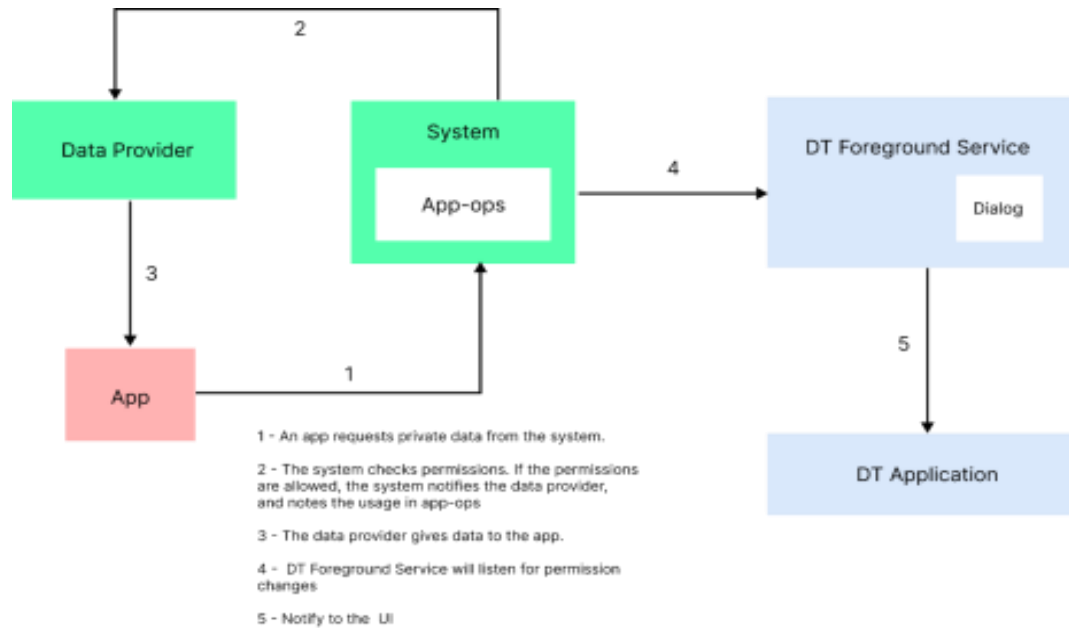 2
Data Provider
System
App-ops
4
DT Foreground Service
Dialog
3
5
App
1
DT Application
1 - An app requests private data from the system.
2 - The system checks permissions. If the permissions
are allowed, the system notifies the data provider,
and notes the usage in app-ops
3 - The data provider gives data to the app.
4 - DT Foreground Service will listen for permission
changes
5 - Notify to the UI